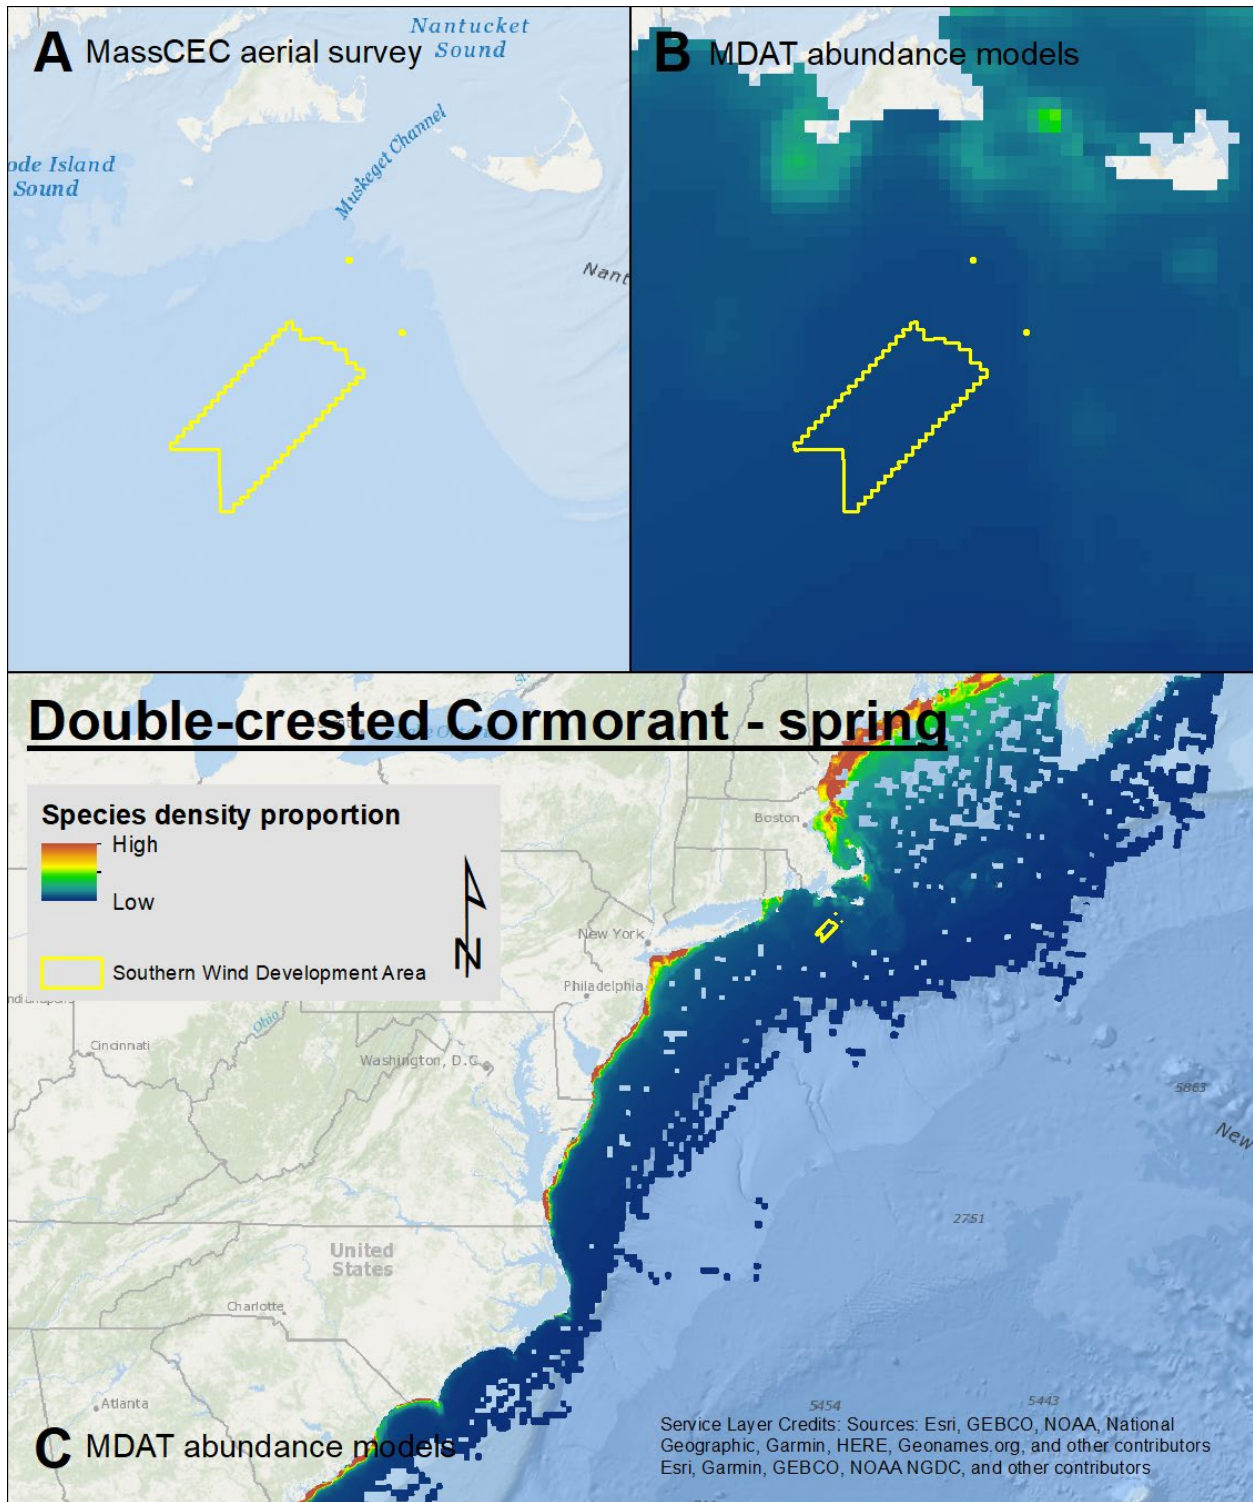 A MassCEC aerial survey
Nantucket
Sound
Muskeget Channel
ode Island
Sound
Nant
B MDAT abundance models
Double-crested Cormorant - spring
Species density proportion
High
Low
N
Southern Wind Development Area
Boston
New York
Philadelphia
Ohio
Cincinnati
Washington, D.C.
United
States
Charlotte
Atlanta
5863
New
2751
5454
5443
C MDAT abundance models
Service Layer Credits: Sources: Esri, GEBCO, NOAA, National
Geographic, Garmin, HERE, Geonames.org, and other contributors
Esri, Garmin, GEBCO, NOAA NGDC, and other contributors